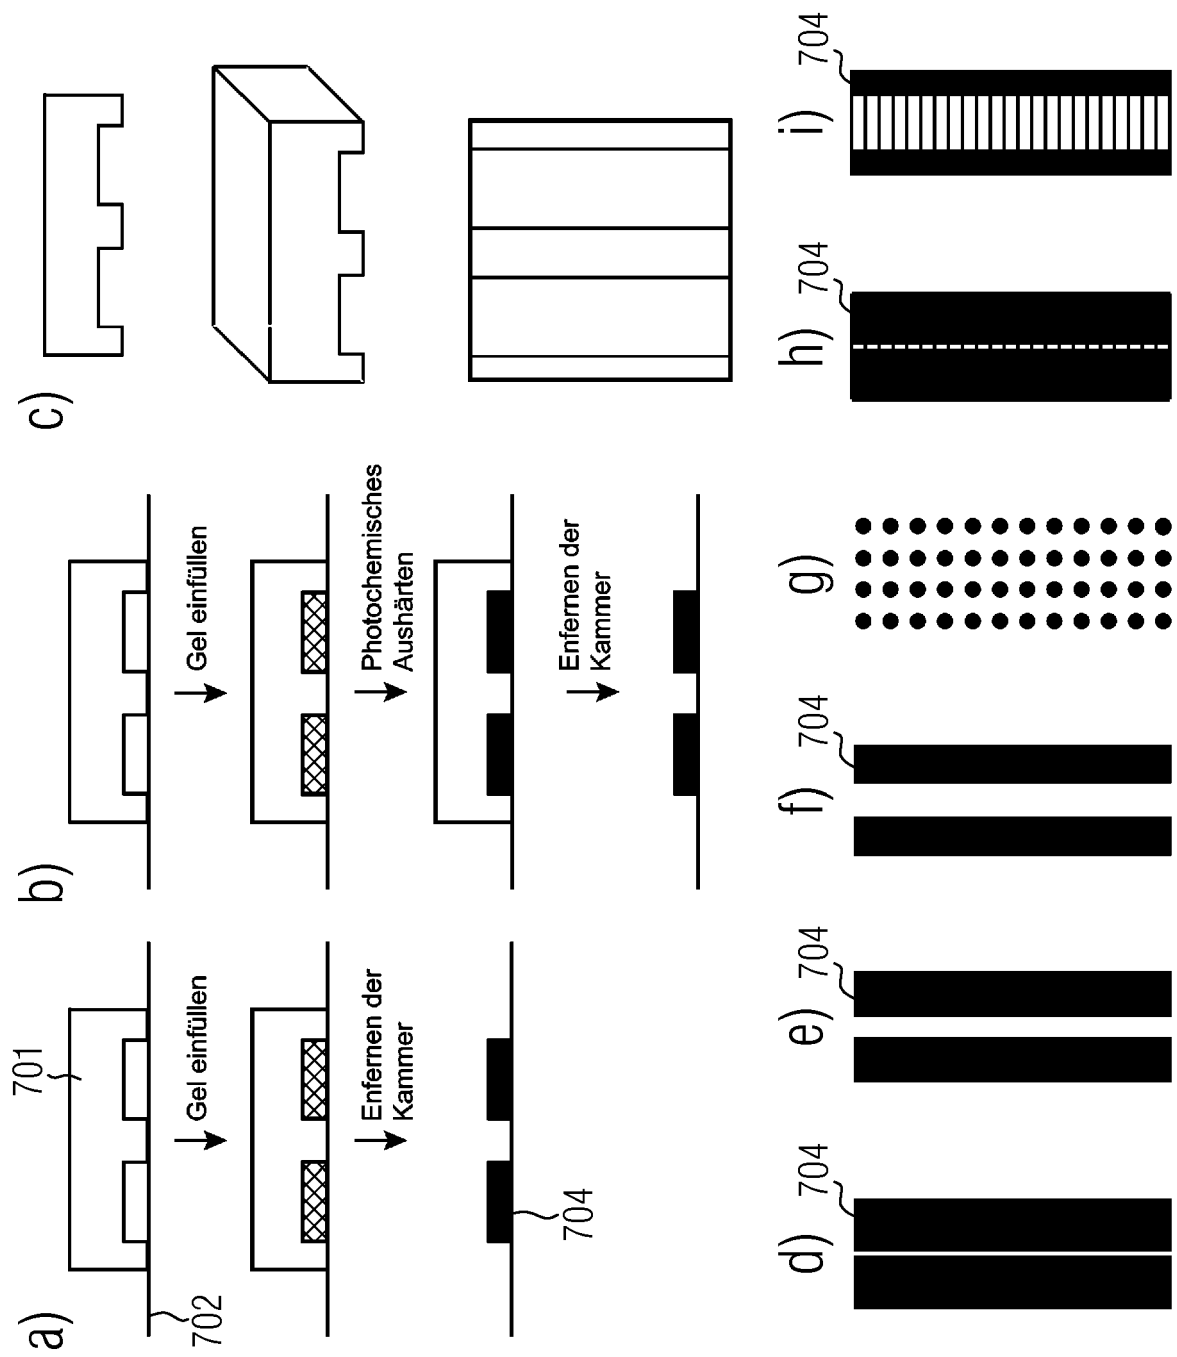 a)
701
702
Gel einfüllen
Enfernen der
Kammer
704
b)
Gel einfüllen
Photochemisches
Aushärten
Enfernen der
Kammer
c)
d)
704
e)
704
f)
704
g)
h)
704
i)
704